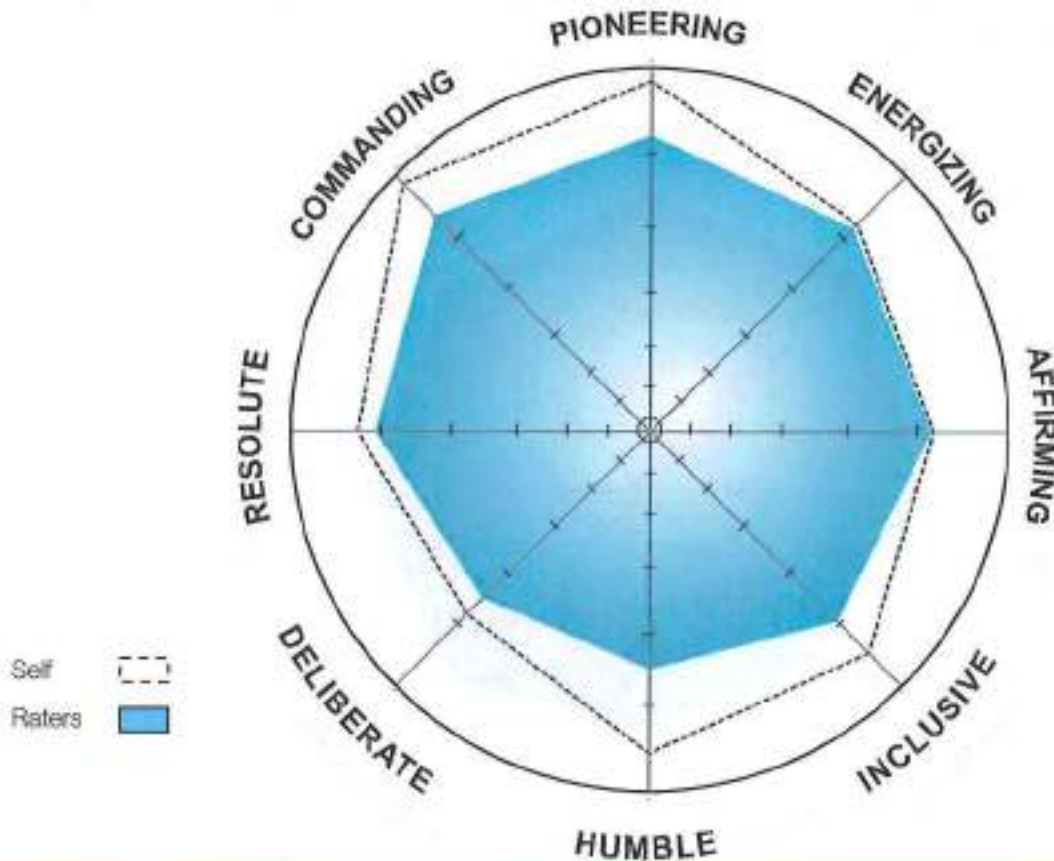 PIONEERING
ENERGIZING
AFFIRMING
INCLUSIVE
HUMBLE
DELIBERATE
RESOLUTE
COMMANDING
Self
Raters